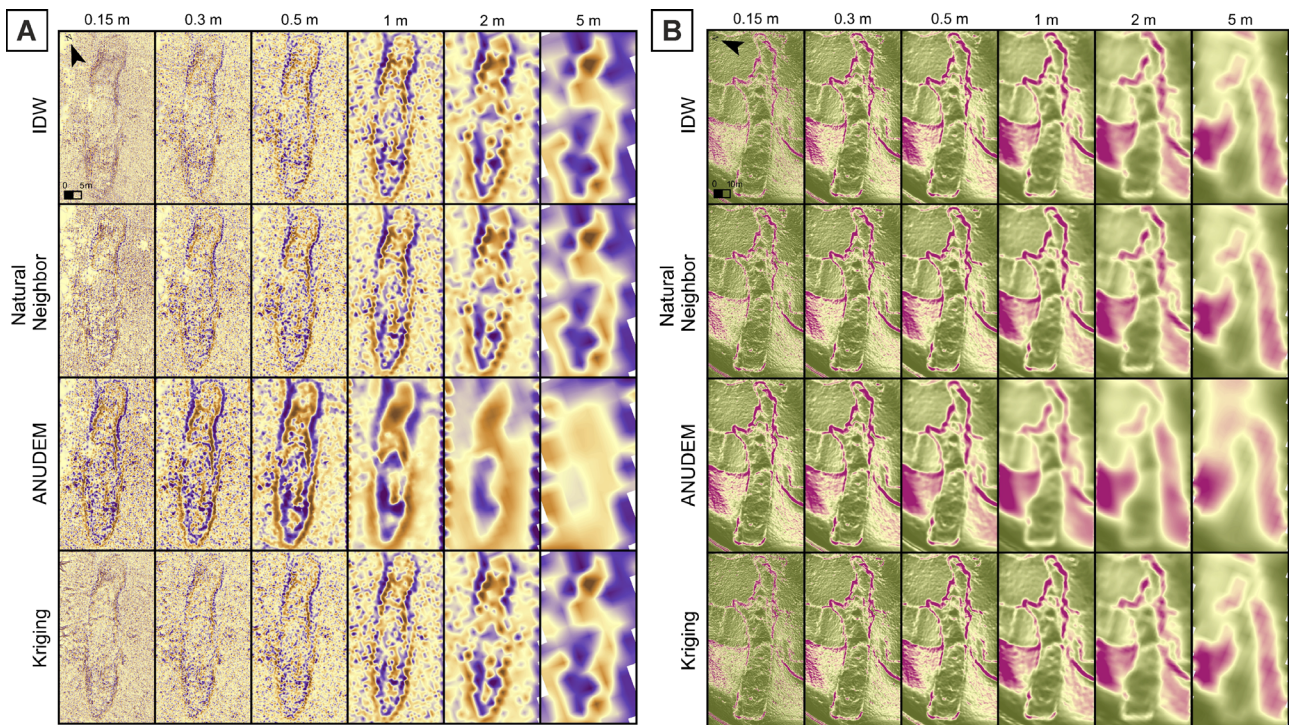 A
0.15 m 0.3 m 0.5 m 1 m 2 m 5 m
IDW
0 5m
Natural
Neighbor
ANUDEM
Kriging
B
0.15 m 0.3 m 0.5 m 1 m 2 m 5 m
IDW
0 10m
Natural
Neighbor
ANUDEM
Kriging